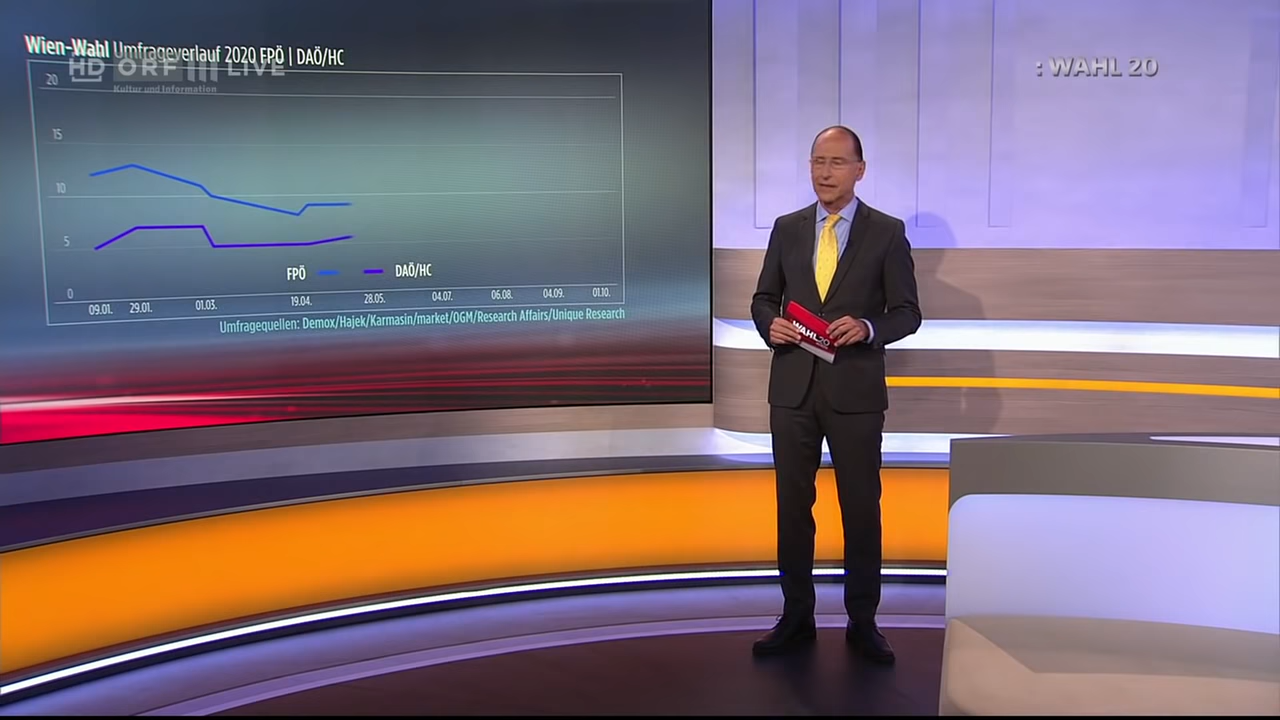 Wien-Wahl Umfrageverlauf 2020 FPÖ | DAÖ/HC
HD ORF III LIVE
Kultur und Information
: WAHL 20
20
15
10
5
0
FPÖ
DAÖ/HC
09.01. 29.01. 01.03. 19.04. 28.05. 04.07. 06.08. 04.09. 01.10.
Umfragequellen: Demox/Hajek/Karmasin/market/OGM/Research Affairs/Unique Research
WAHL20